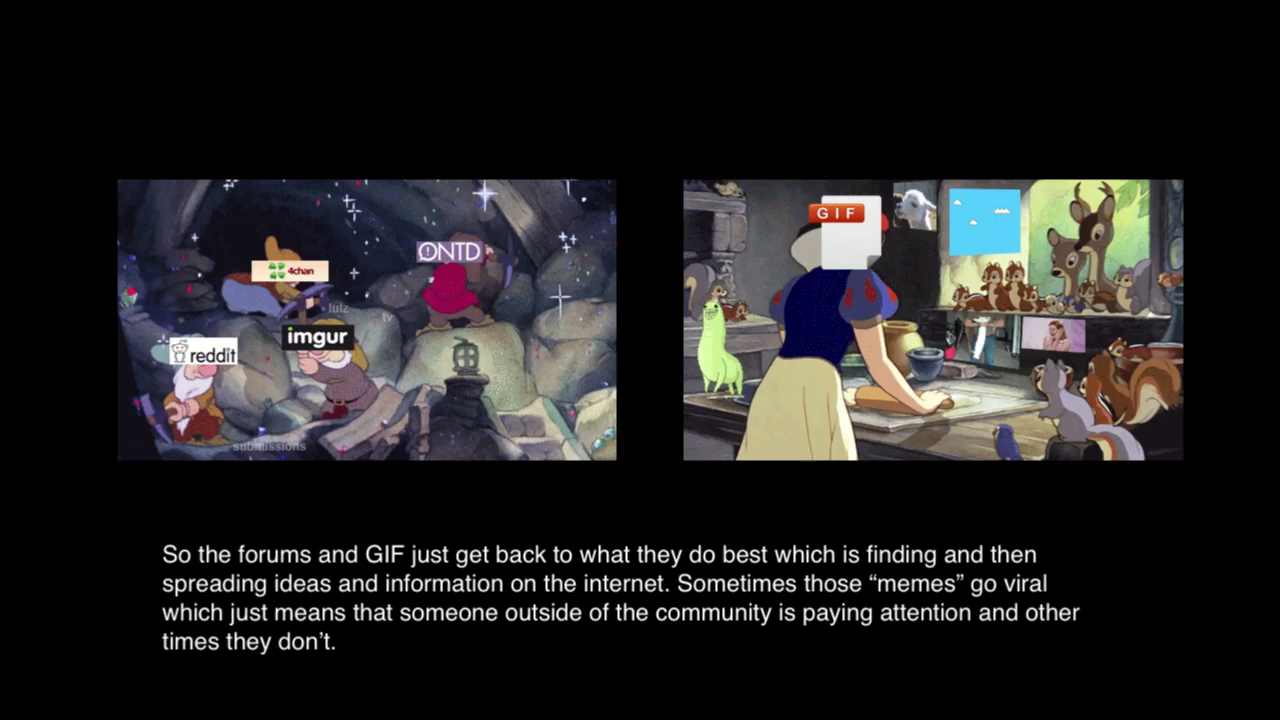 ONTD
4chan
lulz
tv
imgur
reddit
submissions
GIF
So the forums and GIF just get back to what they do best which is finding and then
spreading ideas and information on the internet. Sometimes those “memes” go viral
which just means that someone outside of the community is paying attention and other
times they don’t.